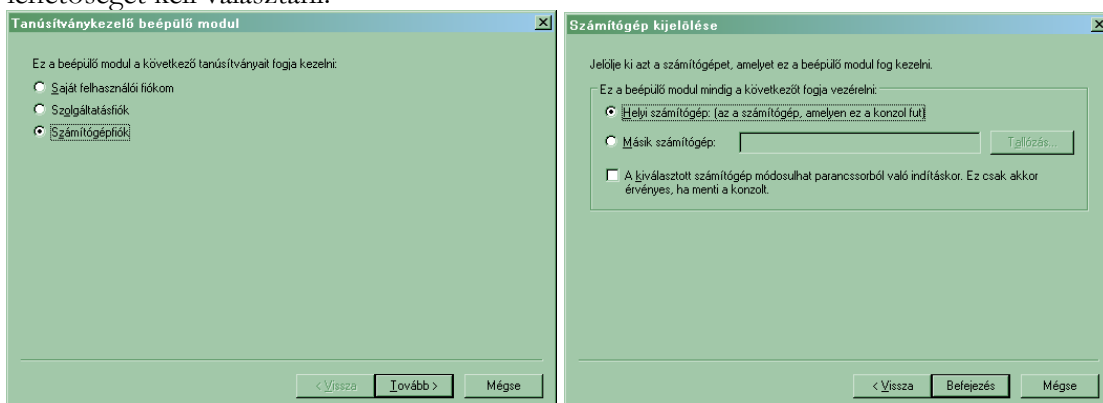 lehetőséget kell választani.
Tanúsítványkezelő beépülő modul
Ez a beépülő modul a következő tanúsítványait fogja kezelni:
Saját felhasználói fiókom
Szolgáltatásfiók
Számítógépfiók
< Vissza
Tovább >
Mégse
Számítógép kijelölése
Jelölje ki azt a számítógépet, amelyet ez a beépülő modul fog kezelni.
Ez a beépülő modul mindig a következőt fogja vezérelni:
Helyi számítógép: (az a számítógép, amelyen ez a konzol fut)
Másik számítógép:
Tallózás...
A kiválasztott számítógép módosulhat parancssorból való indításkor. Ez csak akkor
érvényes, ha menti a konzolt.
< Vissza
Befejezés
Mégse